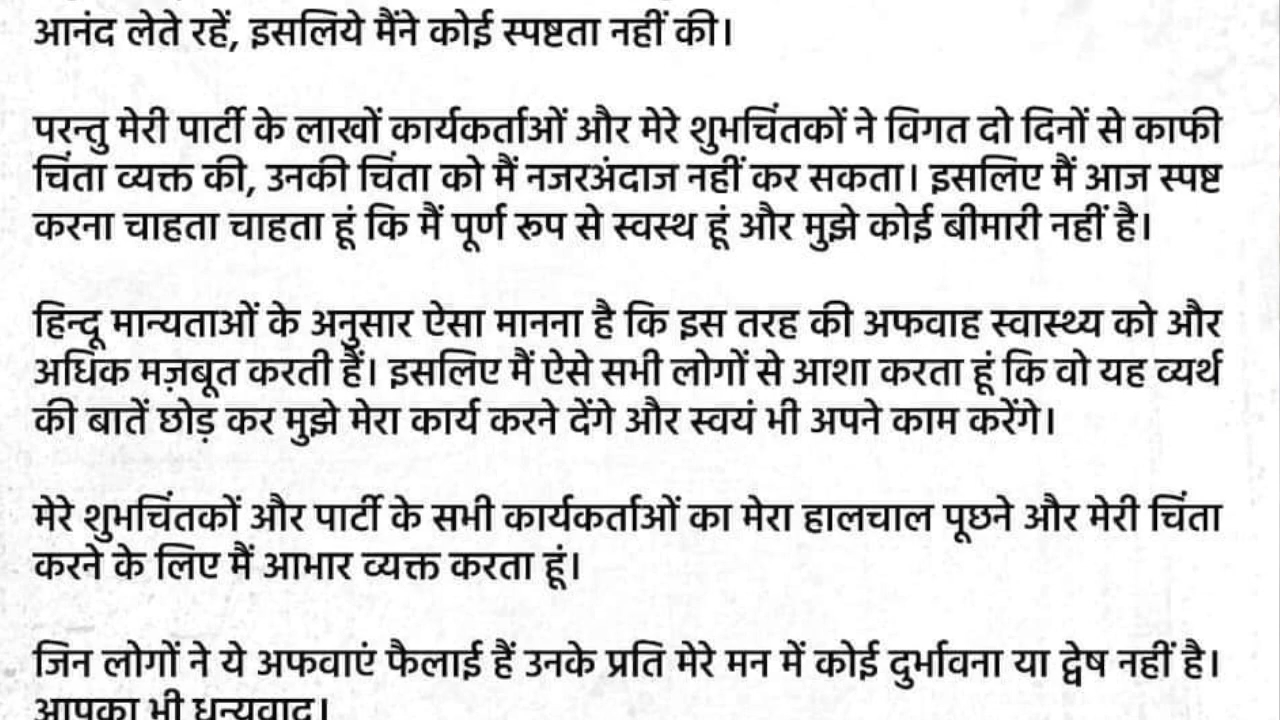 आनंद लेते रहें, इसलिये मैंने कोई स्पष्टता नहीं की।
परन्तु मेरी पार्टी के लाखों कार्यकर्ताओं और मेरे शुभचिंतकों ने विगत दो दिनों से काफी
चिंता व्यक्त की, उनकी चिंता को मैं नजरअंदाज नहीं कर सकता। इसलिए मैं आज स्पष्ट
करना चाहता चाहता हूं कि मैं पूर्ण रूप से स्वस्थ हूं और मुझे कोई बीमारी नहीं है।
हिन्दू मान्यताओं के अनुसार ऐसा मानना है कि इस तरह की अफवाह स्वास्थ्य को और
अधिक मज़बूत करती हैं। इसलिए मैं ऐसे सभी लोगों से आशा करता हूं कि वो यह व्यर्थ
की बातें छोड़ कर मुझे मेरा कार्य करने देंगे और स्वयं भी अपने काम करेंगे।
मेरे शुभचिंतकों और पार्टी के सभी कार्यकर्ताओं का मेरा हालचाल पूछने और मेरी चिंता
करने के लिए मैं आभार व्यक्त करता हूं।
जिन लोगों ने ये अफवाएं फैलाई हैं उनके प्रति मेरे मन में कोई दुर्भावना या द्वेष नहीं है।
आपका भी धन्यवाद।